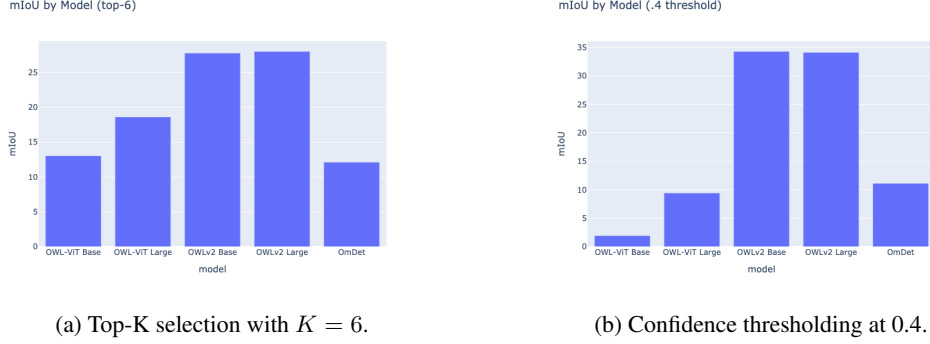 mIoU by Model (top-6)
25
20
15
10
5
0
mIoU
OWL-ViT Base OWL-ViT Large OWLv2 Base OWLv2 Large OmDet
model
(a) Top-K selection with K = 6.
mIoU by Model (.4 threshold)
35
30
25
20
15
10
5
0
mIoU
OWL-ViT Base OWL-ViT Large OWLv2 Base OWLv2 Large OmDet
model
(b) Confidence thresholding at 0.4.